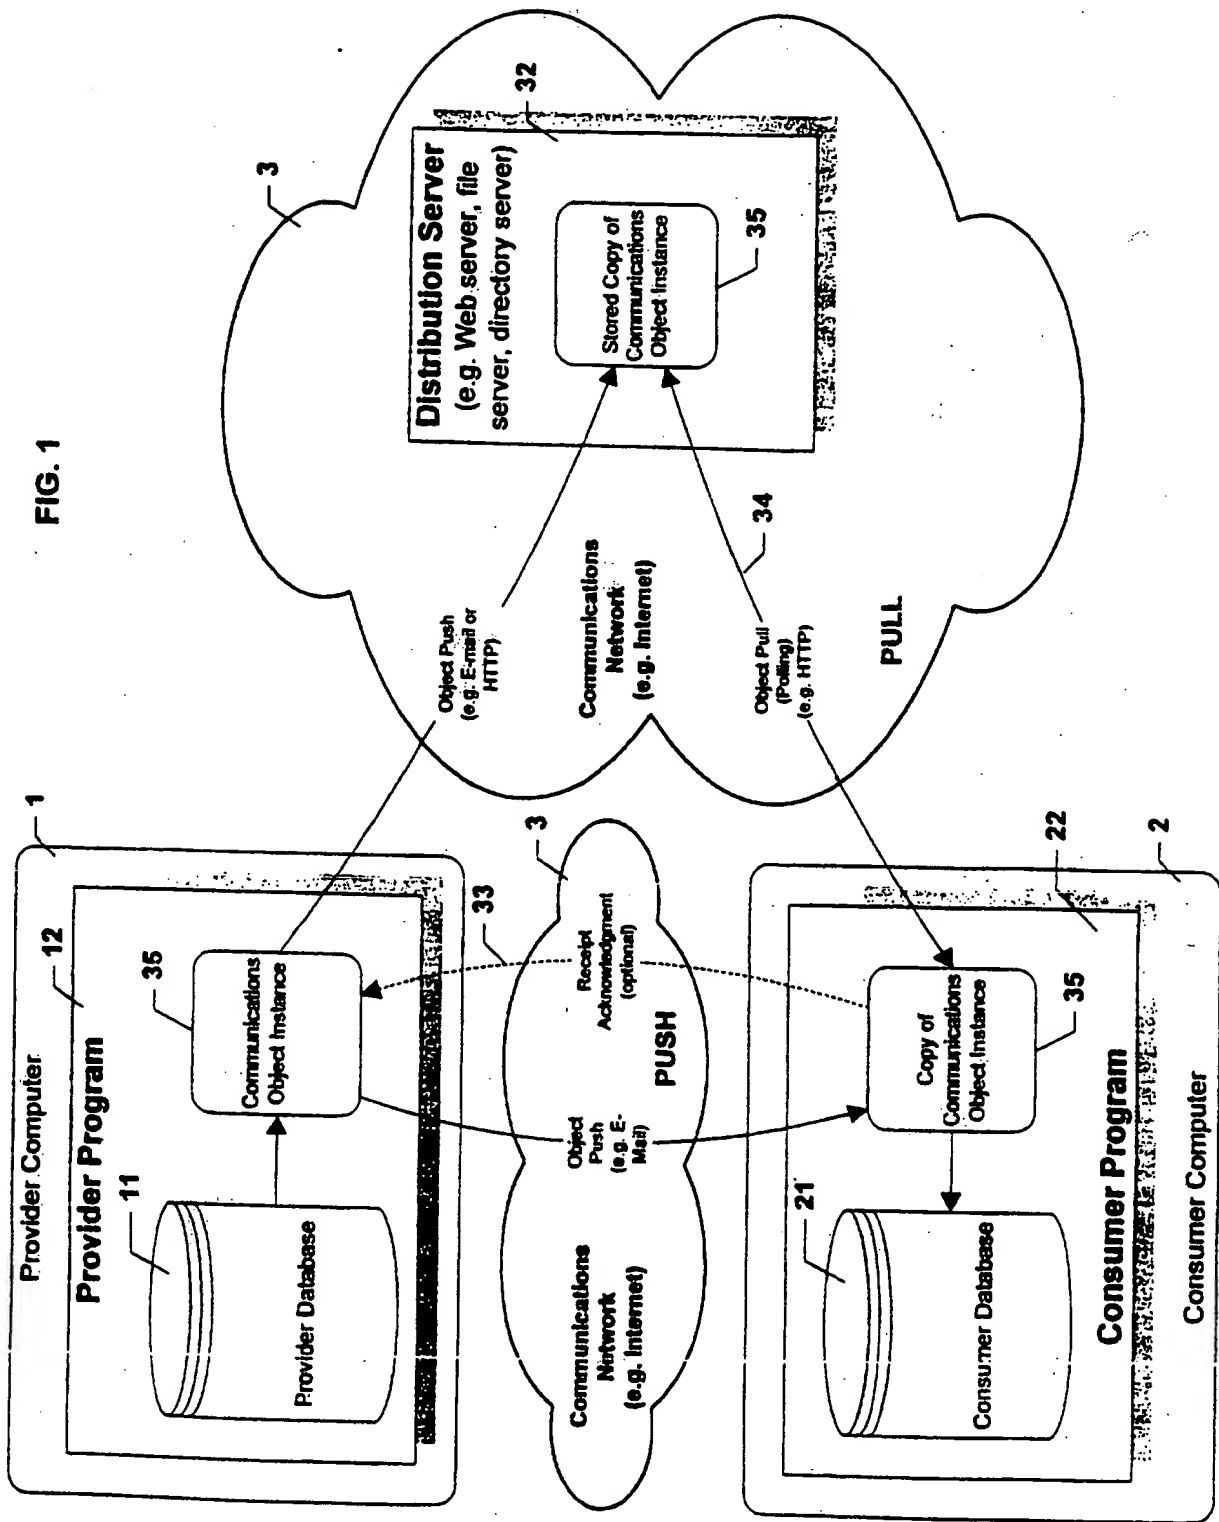 FIG. 1
Provider Computer
1
Provider Program
12
11
Provider Database
35
Communications
Object Instance
Communications
Network
(e.g. Internet)
Object
Push
(e.g. E-
Mail)
PUSH
Receipt
Acknowledgment
(optional)
33
3
21
Consumer Database
Copy of
Communications
Object Instance
35
22
Consumer Program
2
Consumer Computer
3
Object Push
(e.g. E-mail or
HTTP)
Communications
Network
(e.g. Internet)
Object Pull
(Polling)
(e.g. HTTP)
34
PULL
Distribution Server
(e.g. Web server, file
server, directory server)
32
Stored Copy of
Communications
Object Instance
35